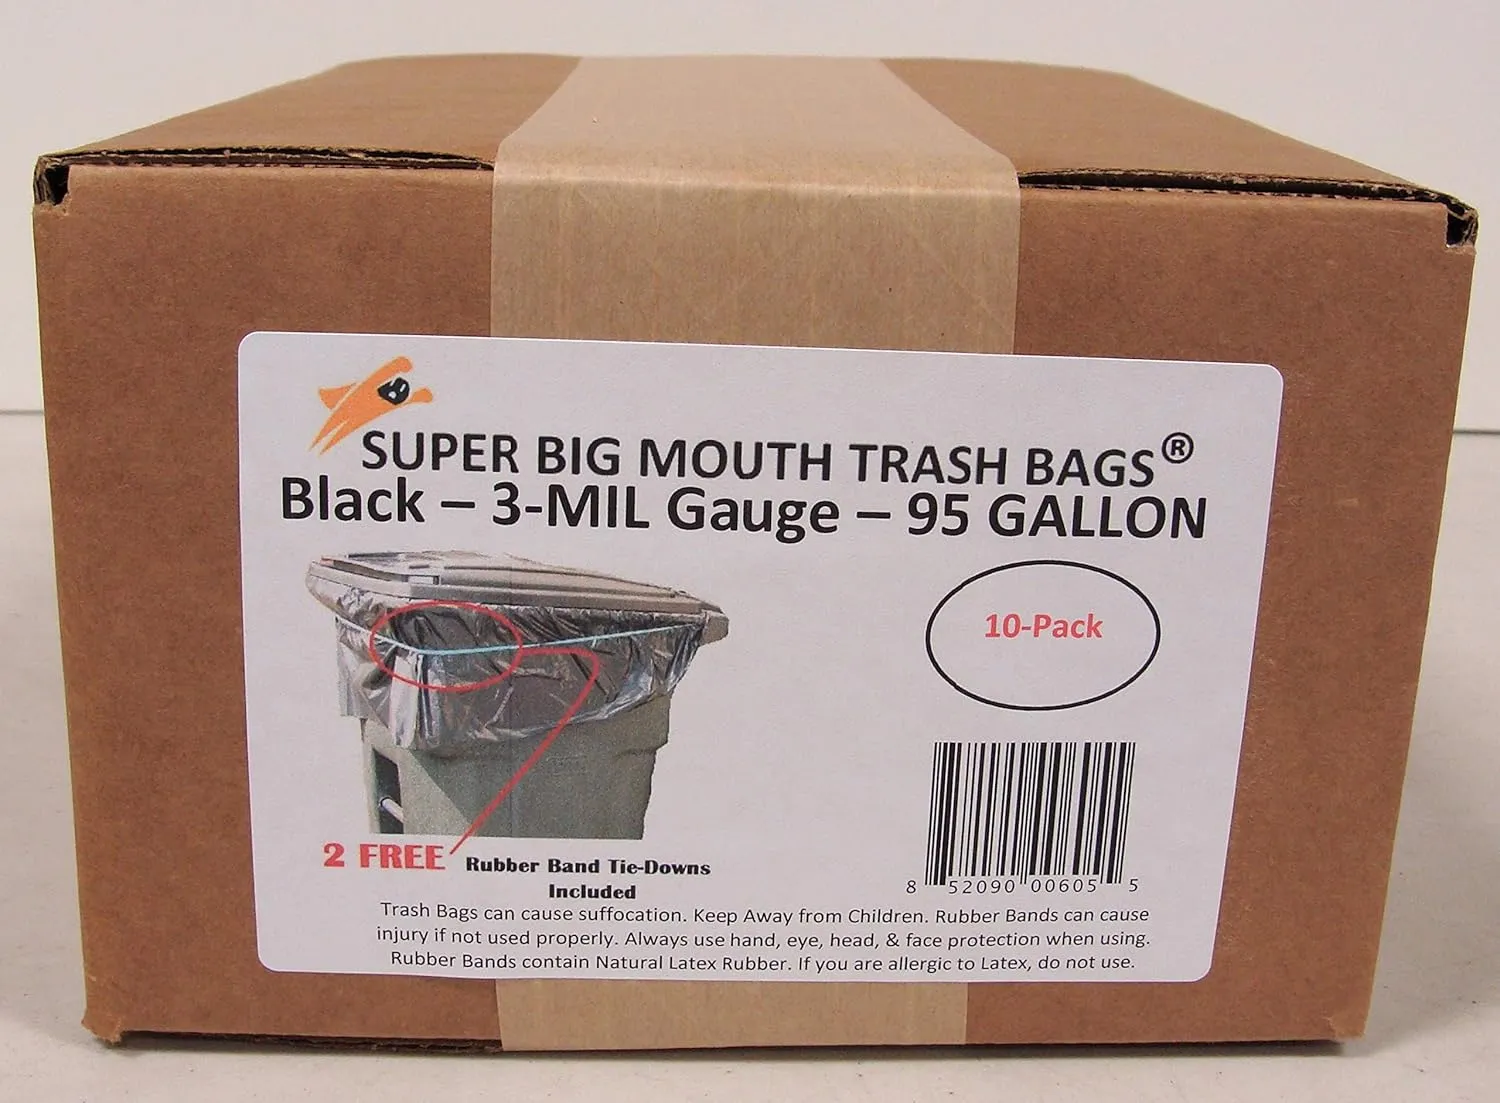 SUPER BIG MOUTH TRASH BAGS®
Black – 3-MIL Gauge – 95 GALLON
10-Pack
2 FREE Rubber Band Tie-Downs
Included
8 52090 00605 5
Trash Bags can cause suffocation. Keep Away from Children. Rubber Bands can cause
injury if not used properly. Always use hand, eye, head, & face protection when using.
Rubber Bands contain Natural Latex Rubber. If you are allergic to Latex, do not use.